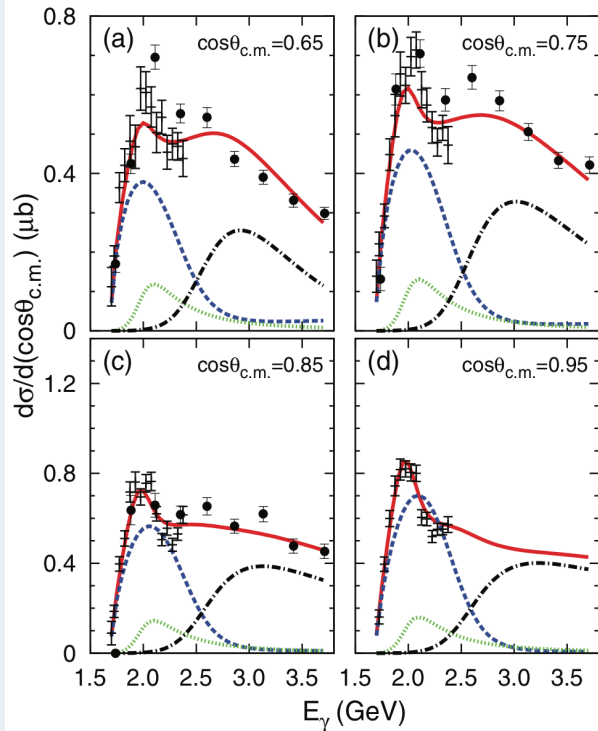 (a) cosθc.m.=0.65
(b) cosθc.m.=0.75
0.8
0.4
0
dσ/d(cosθc.m.) (μb)
(c) cosθc.m.=0.85
(d) cosθc.m.=0.95
1.2
0.8
0.4
0
1.5 2.0 2.5 3.0 3.5 1.5 2.0 2.5 3.0 3.5
Eγ (GeV)